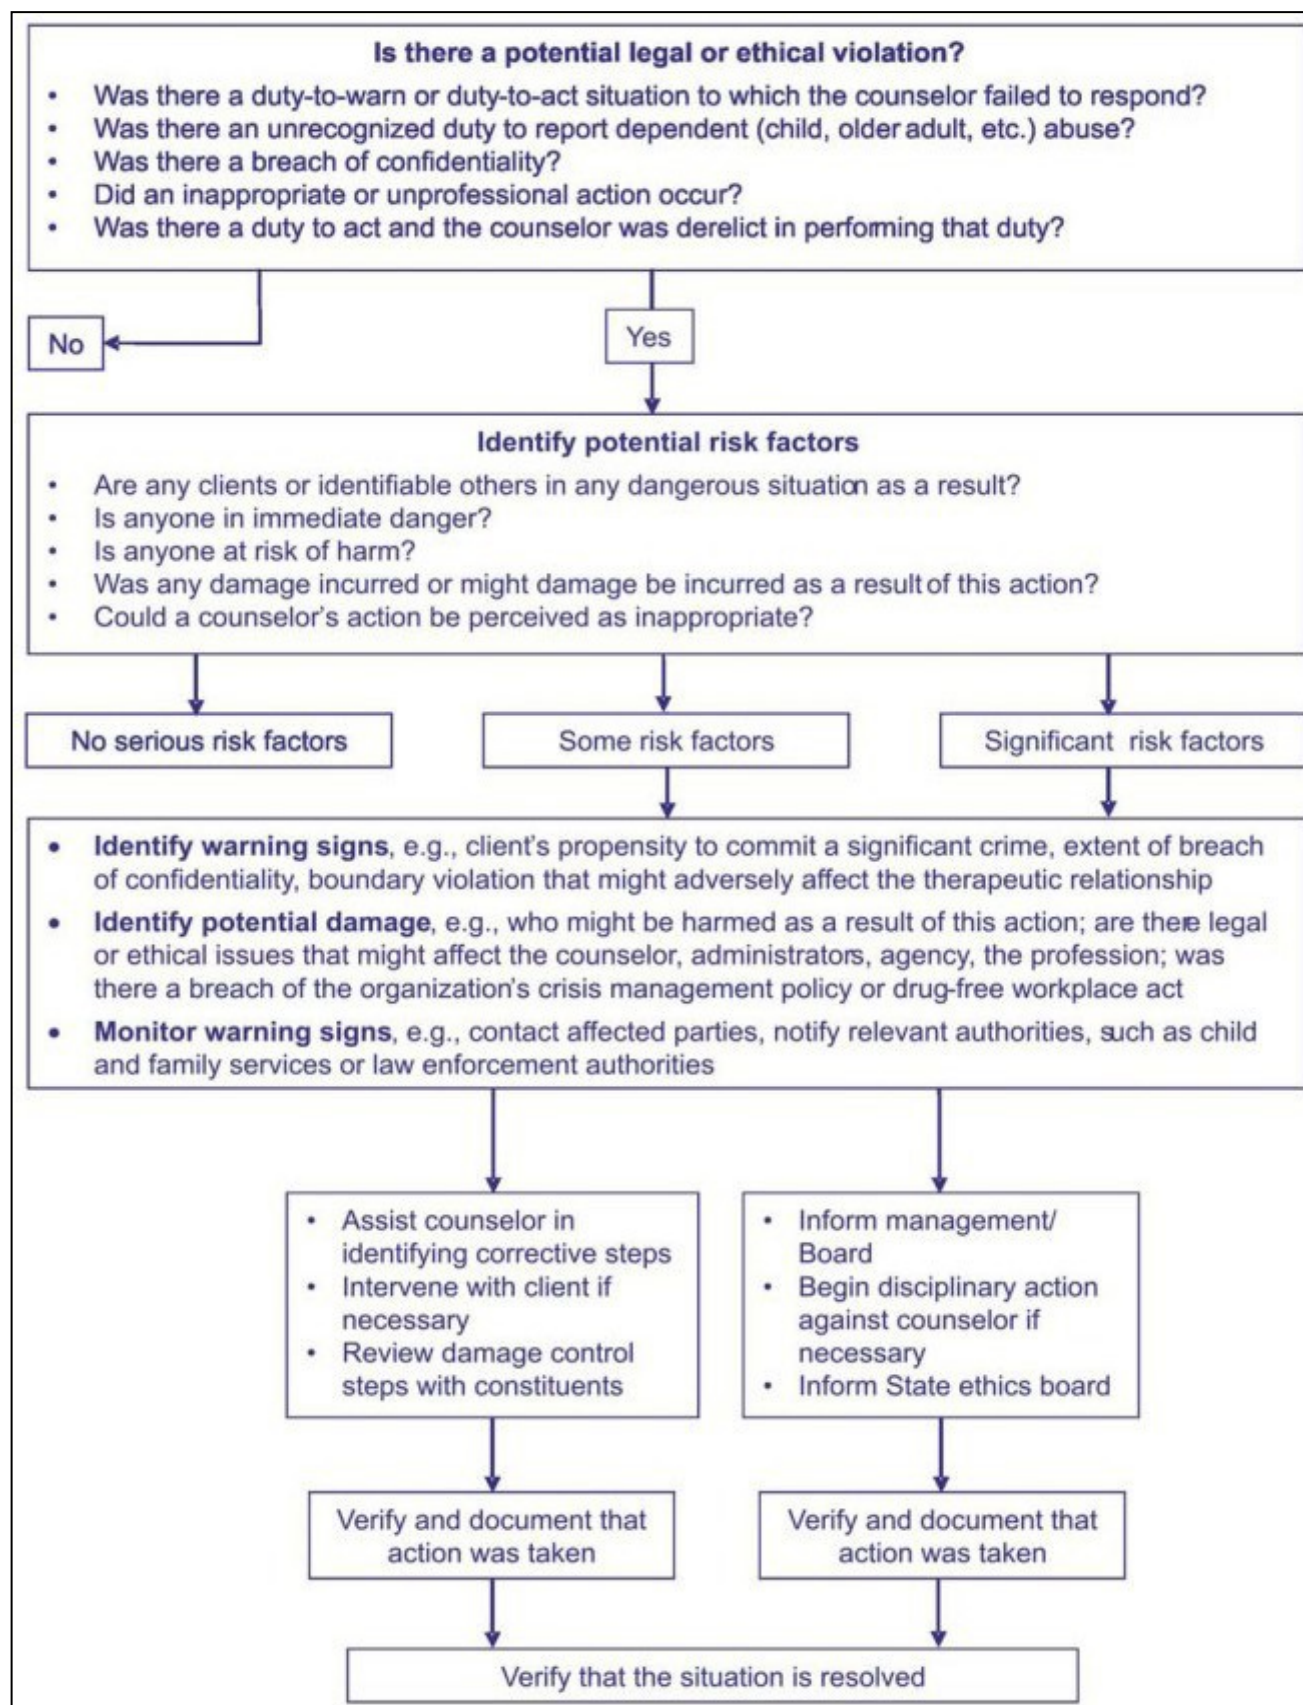 Is there a potential legal or ethical violation?
• Was there a duty-to-warn or duty-to-act situation to which the counselor failed to respond?
• Was there an unrecognized duty to report dependent (child, older adult, etc.) abuse?
• Was there a breach of confidentiality?
• Did an inappropriate or unprofessional action occur?
• Was there a duty to act and the counselor was derelict in performing that duty?
No
Yes
Identify potential risk factors
• Are any clients or identifiable others in any dangerous situation as a result?
• Is anyone in immediate danger?
• Is anyone at risk of harm?
• Was any damage incurred or might damage be incurred as a result of this action?
• Could a counselor's action be perceived as inappropriate?
No serious risk factors
Some risk factors
Significant risk factors
• Identify warning signs, e.g., client's propensity to commit a significant crime, extent of breach
of confidentiality, boundary violation that might adversely affect the therapeutic relationship
• Identify potential damage, e.g., who might be harmed as a result of this action; are there legal
or ethical issues that might affect the counselor, administrators, agency, the profession; was
there a breach of the organization's crisis management policy or drug-free workplace act
• Monitor warning signs, e.g., contact affected parties, notify relevant authorities, such as child
and family services or law enforcement authorities
• Assist counselor in
identifying corrective steps
• Intervene with client if
necessary
• Review damage control
steps with constituents
• Inform management/
Board
• Begin disciplinary action
against counselor if
necessary
• Inform State ethics board
Verify and document that
action was taken
Verify and document that
action was taken
Verify that the situation is resolved